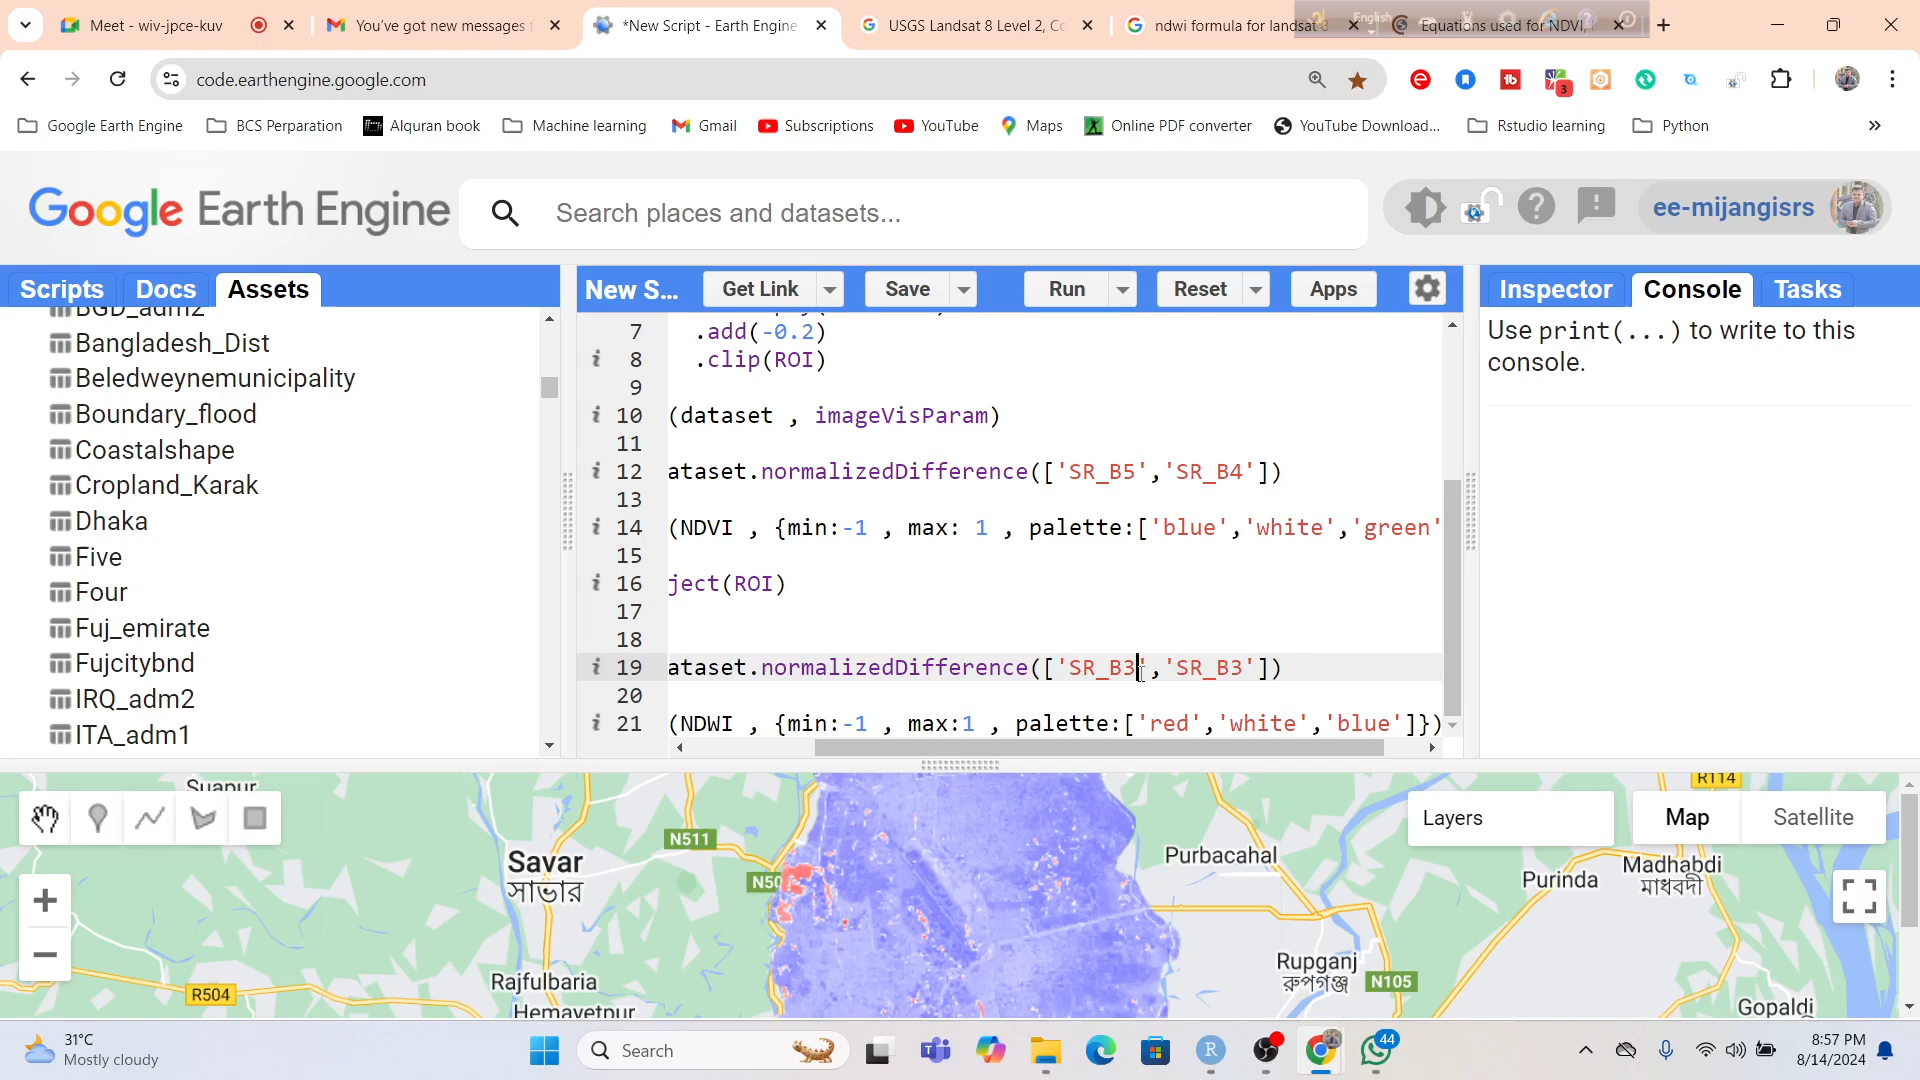 Meet - wiv-jpce-kuv
You've got new messages f
*New Script - Earth Engine
USGS Landsat 8 Level 2, Co
ndwi formula for landsat 8
English
Equations used for NDVI,
code.earthengine.google.com
3
Google Earth Engine
BCS Perparation
Alquran book
Machine learning
Gmail
Subscriptions
YouTube
Maps
Online PDF converter
YouTube Download...
Rstudio learning
Python
Google Earth Engine
Search places and datasets...
ee-mijangisrs
Scripts
Docs
Assets
New S...
Get Link
Save
Run
Reset
Apps
Inspector
Console
Tasks
BGD_adm2
Bangladesh_Dist
Beledweynemunicipality
Boundary_flood
Coastalshape
Cropland_Karak
Dhaka
Five
Four
Fuj_emirate
Fujcitybnd
IRQ_adm2
ITA_adm1
7 .add(-0.2)
8 .clip(ROI)
9
10 (dataset , imageVisParam)
11
12 ataset.normalizedDifference(['SR_B5','SR_B4'])
13
14 (NDVI , {min:-1 , max: 1 , palette:['blue','white','green'
15
16 ject(ROI)
17
18
19 ataset.normalizedDifference(['SR_B3','SR_B3'])
20
21 (NDWI , {min:-1 , max:1 , palette:['red','white','blue']})
Use print(...) to write to this
console.
Suapur
N511
Savar
সাভার
N50
Rajfulbaria
Hemayetpur
R504
Purbacahal
Rupganj
রুপগঞ্জ
N105
Layers
Map
Satellite
R114
Madhabdi
মাধবদী
Purinda
Gopaldi
31°C
Mostly cloudy
Search
44
8:57 PM
8/14/2024